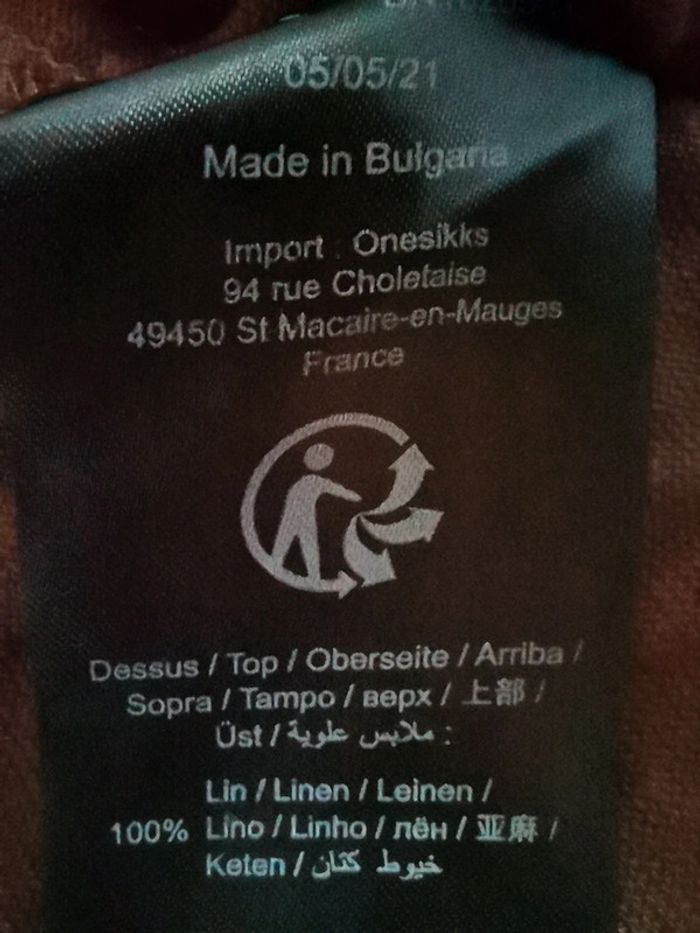 05/05/21
Made in Bulgaria
Import : Onesikks
94 rue Choletaise
49450 St Macaire-en-Mauges
France
Dessus / Top / Oberseite / Arriba /
Sopra / Tampo / верх / 上部 /
Üst / ملابس علوية :
Lin / Linen / Leinen /
100% Lino / Linho / лён / 亚麻 /
Keten / خيوط كتان